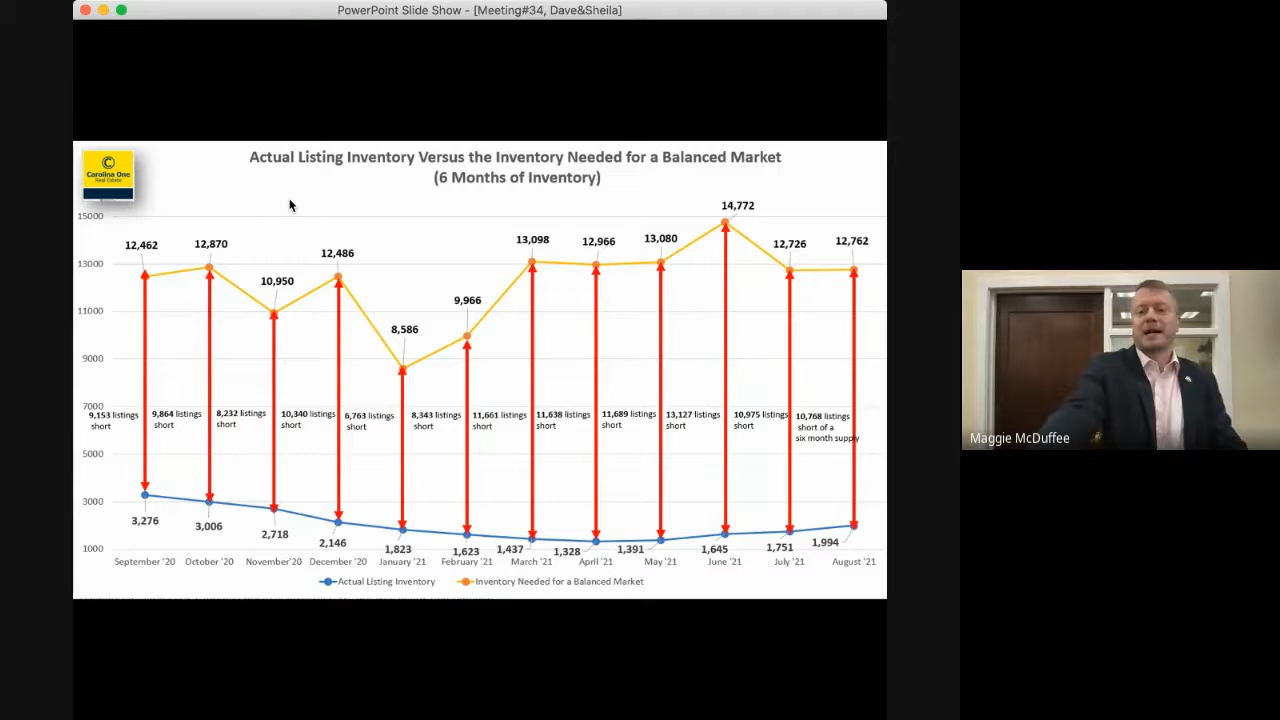 PowerPoint Slide Show - [Meeting#34, Dave&Sheila]
Carolina One
Real Estate
Actual Listing Inventory Versus the Inventory Needed for a Balanced Market
(6 Months of Inventory)
15000
13000
11000
9000
7000
5000
3000
1000
12,462
12,870
10,950
12,486
8,586
9,966
13,098
12,966
13,080
14,772
12,726
12,762
9,153 listings
short
9,864 listings
short
8,232 listings
short
10,340 listings
short
6,763 listings
short
8,343 listings
short
11,661 listings
short
11,638 listings
short
11,689 listings
short
13,127 listings
short
10,975 listings
short
10,768 listings
short of a
six month supply
3,276
3,006
2,718
2,146
1,823
1,623
1,437
1,328
1,391
1,645
1,751
1,994
September '20
October '20
November'20
December '20
January '21
February '21
March '21
April '21
May '21
June '21
July '21
August '21
Actual Listing Inventory
Inventory Needed for a Balanced Market
Maggie McDuffee